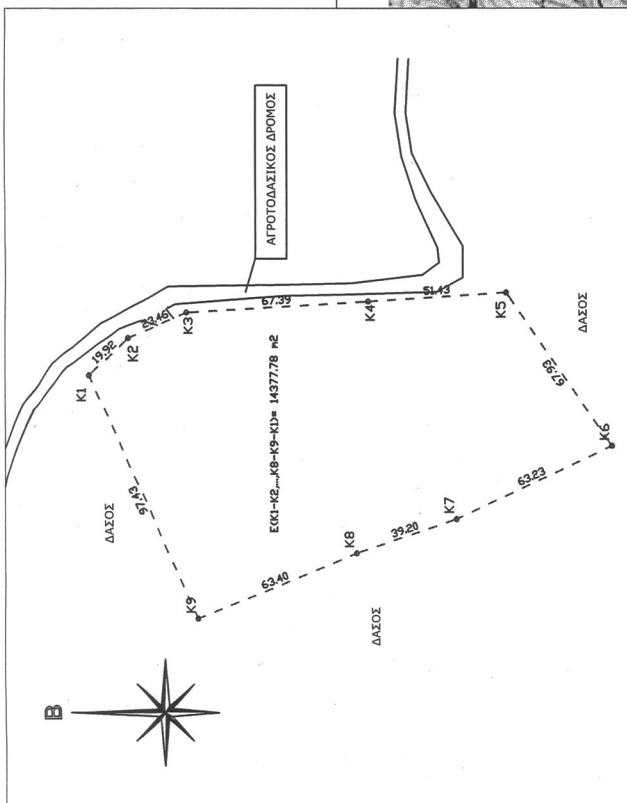 Β
ΑΓΡΟΤΟΔΑΣΙΚΟΣ ΔΡΟΜΟΣ
K1
19.92
K2
23.46
K3
67.39
K4
51.43
K5
67.93
K6
63.23
K7
39.20
K8
63.40
K9
97.43
ΔΑΣΟΣ
ΔΑΣΟΣ
ΔΑΣΟΣ
E(K1-K2,...,K8-K9-K1)= 14377.78 m2